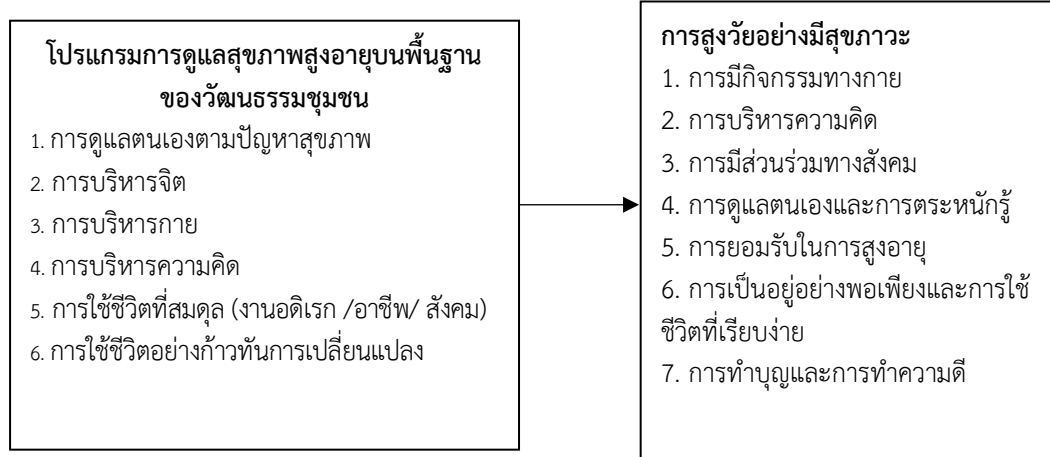 โปรแกรมการดูแลสุขภาพสูงอายุบนพื้นฐาน
ของวัฒนธรรมชุมชน
1. การดูแลตนเองตามปัญหาสุขภาพ
2. การบริหารจิต
3. การบริหารกาย
4. การบริหารความคิด
5. การใช้ชีวิตที่สมดุล (งานอดิเรก /อาชีพ/ สังคม)
6. การใช้ชีวิตอย่างก้าวทันการเปลี่ยนแปลง
การสูงวัยอย่างมีสุขภาวะ
1. การมีกิจกรรมทางกาย
2. การบริหารความคิด
3. การมีส่วนร่วมทางสังคม
4. การดูแลตนเองและการตระหนักรู้
5. การยอมรับในการสูงอายุ
6. การเป็นอยู่อย่างพอเพียงและการใช้
ชีวิตที่เรียบง่าย
7. การทำบุญและการทำความดี